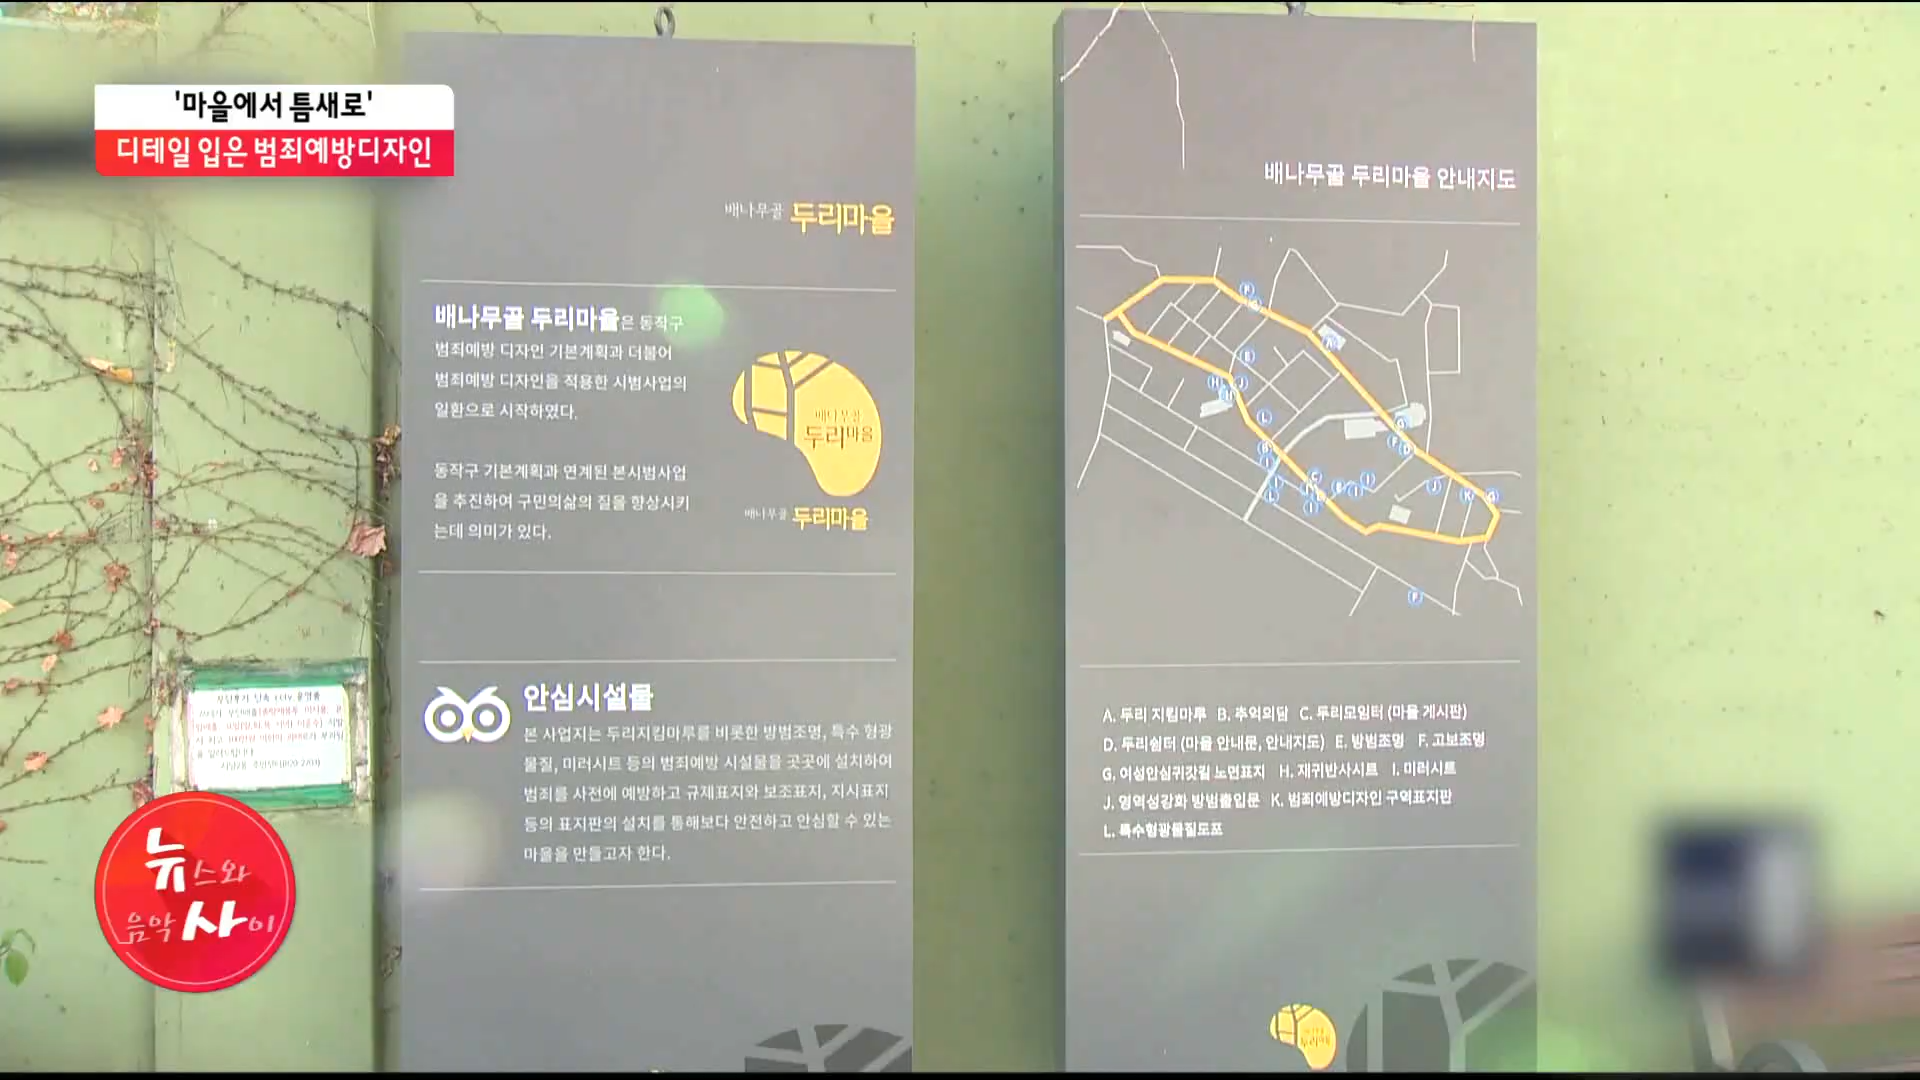 '마을에서 틈새로'
디테일 입은 범죄예방디자인
배나무골 두리마을
배나무골 두리마을은 동작구
범죄예방 디자인 기본계획과 더불어
범죄예방 디자인을 적용한 시범사업의
일환으로 시작하였다.
동작구 기본계획과 연계된 본시범사업
을 추진하여 구민의삶의 질을 향상시키
는데 의미가 있다.
배나무골
두리마을
배나무골 두리마을
안심시설물
본 사업지는 두리지킴마루를 비롯한 방범조명, 특수 형광
물질, 미러시트 등의 범죄예방 시설물을 곳곳에 설치하여
범죄를 사전에 예방하고 규제표지와 보조표지, 지시표지
등의 표지판의 설치를 통해보다 안전하고 안심할 수 있는
마을을 만들고자 한다.
배나무골 두리마을 안내지도
A. 두리 지킴마루 B. 추억의담 C. 두리모임터 (마을 게시판)
D. 두리쉼터 (마을 안내문, 안내지도) E. 방범조명 F. 고보조명
G. 여성안심귀갓길 노면표지 H. 재귀반사시트 I. 미러시트
J. 영역성강화 방범출입문 K. 범죄예방디자인 구역표지판
L. 특수형광물질도포
두리마을
뉴스와
음악 사이